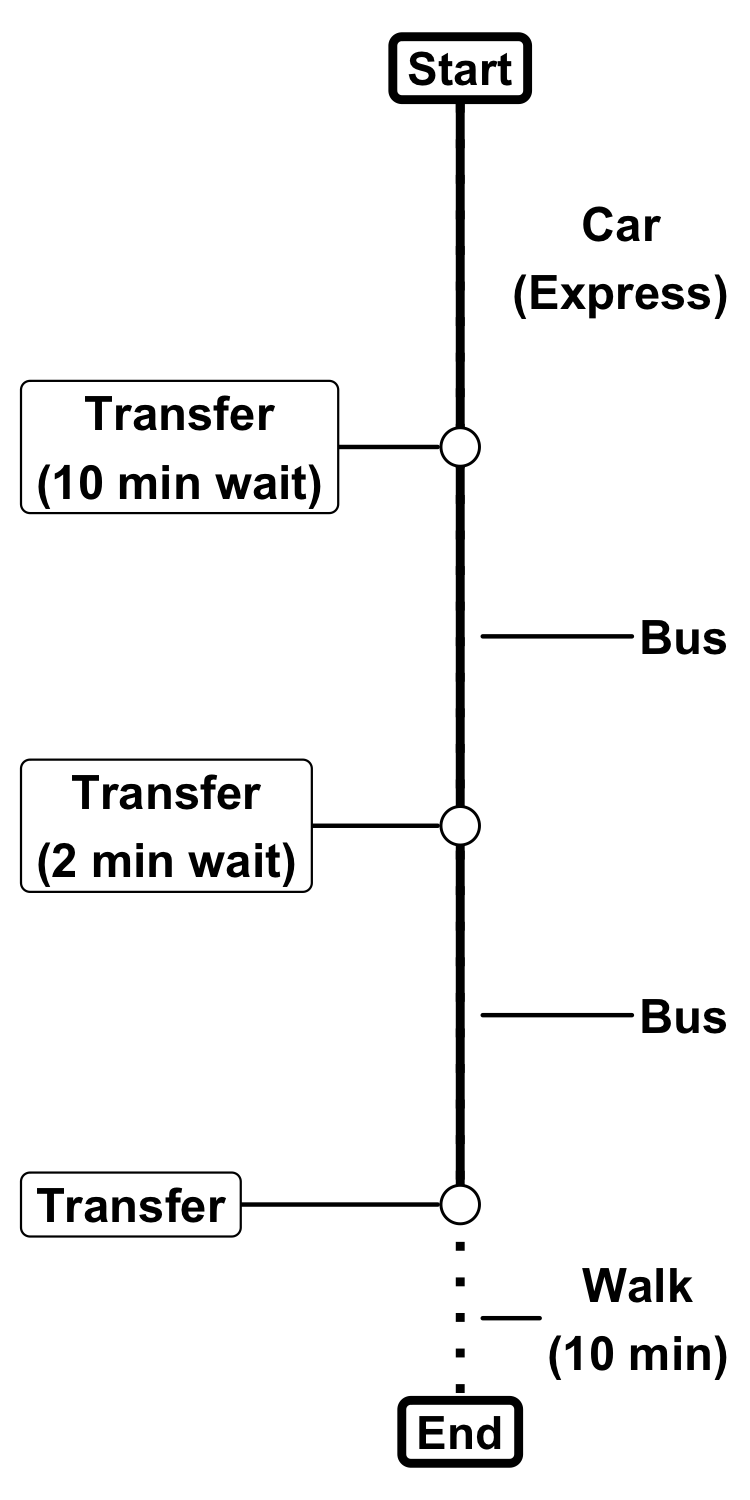 Start
Car
(Express)
Transfer
(10 min wait)
Bus
Transfer
(2 min wait)
Bus
Transfer
Walk
(10 min)
End